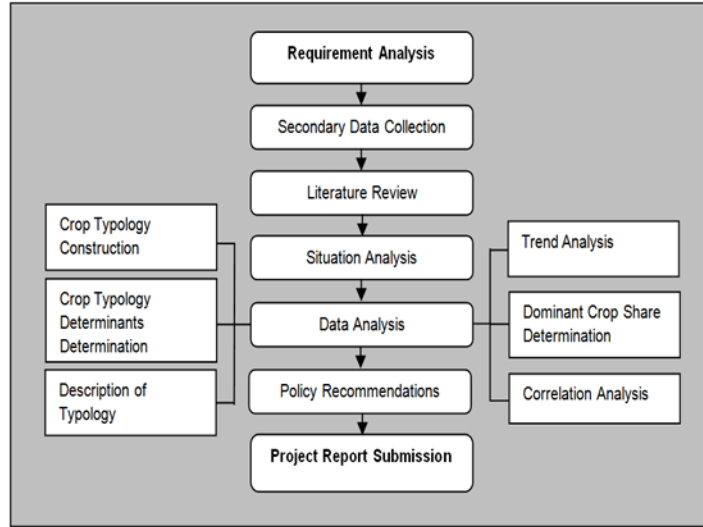 Requirement Analysis
Secondary Data Collection
Literature Review
Situation Analysis
Data Analysis
Policy Recommendations
Project Report Submission
Crop Typology
Construction
Crop Typology
Determinants
Determination
Description of
Typology
Trend Analysis
Dominant Crop Share
Determination
Correlation Analysis